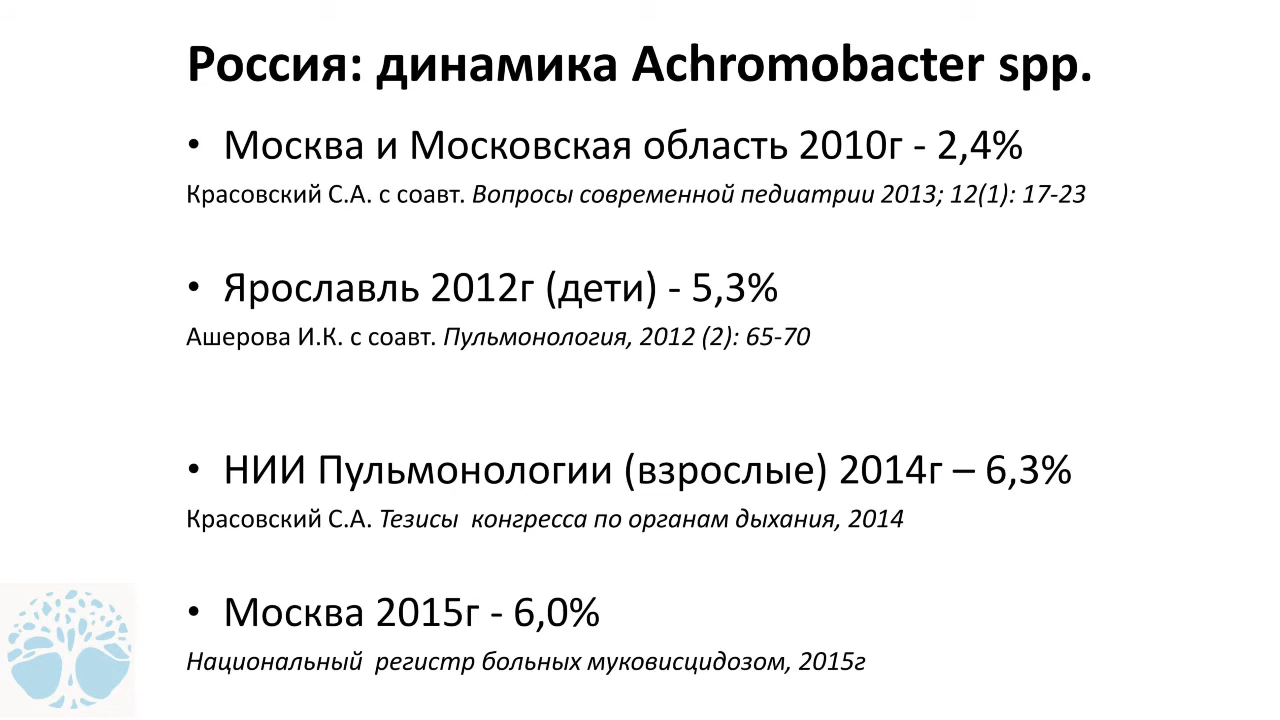 Россия: динамика Achromobacter spp.
• Москва и Московская область 2010г - 2,4%
Красовский С.А. с соавт. Вопросы современной педиатрии 2013; 12(1): 17-23
• Ярославль 2012г (дети) - 5,3%
Ашерова И.К. с соавт. Пульмонология, 2012 (2): 65-70
• НИИ Пульмонологии (взрослые) 2014г – 6,3%
Красовский С.А. Тезисы конгресса по органам дыхания, 2014
• Москва 2015г - 6,0%
Национальный регистр больных муковисцидозом, 2015г